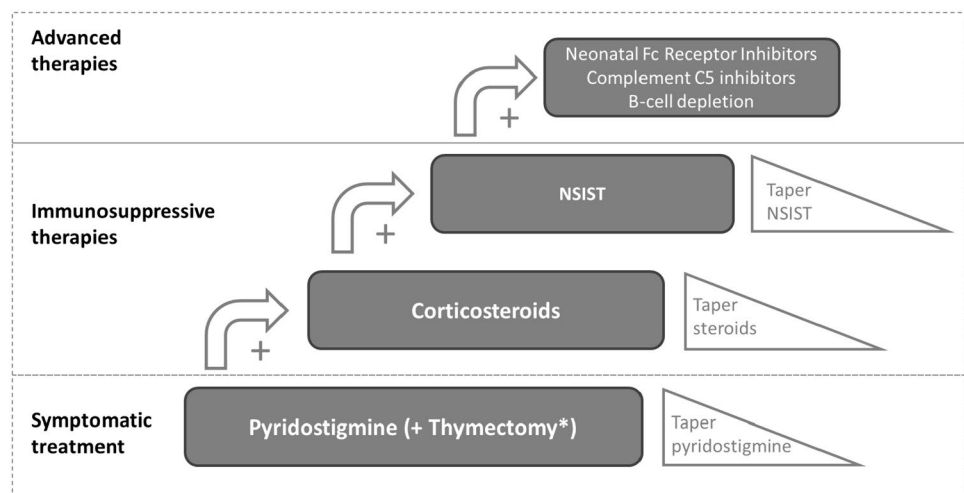 Advanced
therapies
Neonatal Fc Receptor Inhibitors
Complement C5 inhibitors
B-cell depletion
+
Immunosuppressive
therapies
NSIST
Taper
NSIST
+
Corticosteroids
Taper
steroids
+
Symptomatic
treatment
Pyridostigmine (+ Thymectomy*)
Taper
pyridostigmine